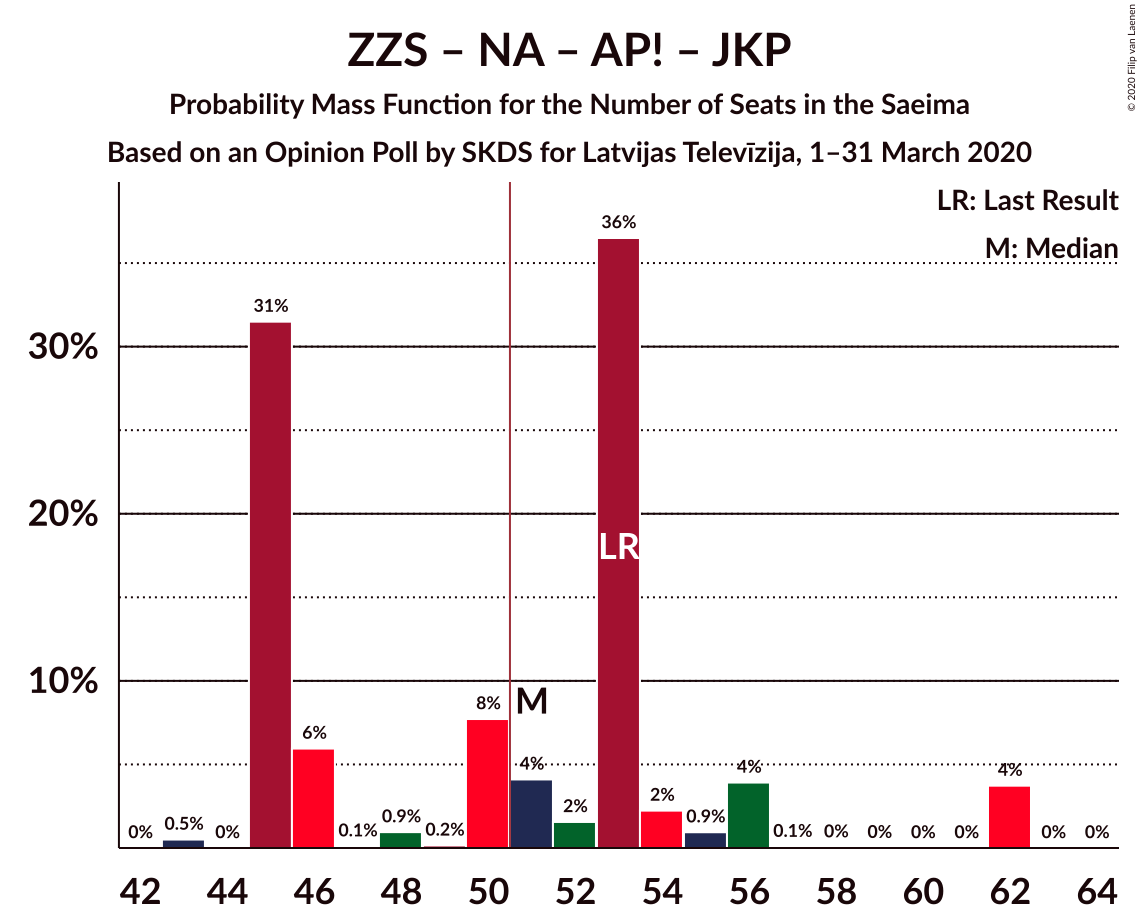 ZZS – NA – AP! – JKP
Probability Mass Function for the Number of Seats in the Saeima
Based on an Opinion Poll by SKDS for Latvijas Televīzija, 1–31 March 2020
© 2020 Filip van Laenen
LR: Last Result
M: Median
30%
20%
10%
0%
0.5%
0%
31%
6%
0.1%
0.9%
0.2%
8%
M
4%
2%
36%
LR
2%
0.9%
4%
0.1%
0%
0%
0%
0%
4%
0%
0%
42 44 46 48 50 52 54 56 58 60 62 64